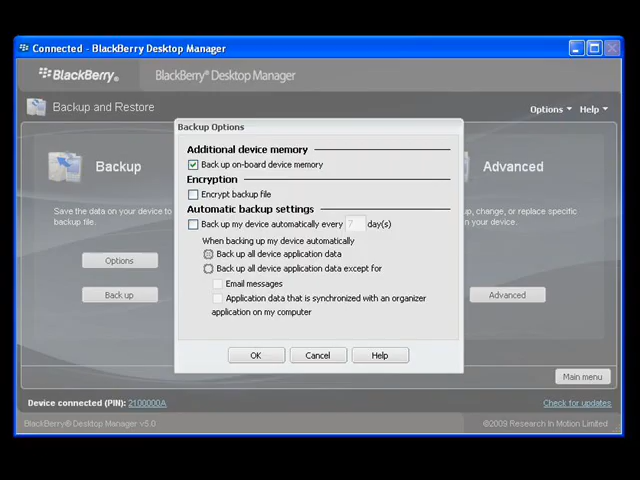 Connected - BlackBerry Desktop Manager
BlackBerry®
BlackBerry® Desktop Manager
Backup and Restore
Options
Help
Backup
Save the data on your device to
backup file.
Options
Back up
Backup Options
Additional device memory
Back up on-board device memory
Encryption
Encrypt backup file
Automatic backup settings
Back up my device automatically every 7 day(s)
When backing up my device automatically
Back up all device application data
Back up all device application data except for
Email messages
Application data that is synchronized with an organizer
application on my computer
OK
Cancel
Help
Advanced
up, change, or replace specific
on your device.
Advanced
Main menu
Device connected (PIN): 2100000A
Check for updates
BlackBerry® Desktop Manager v5.0
©2009 Research In Motion Limited